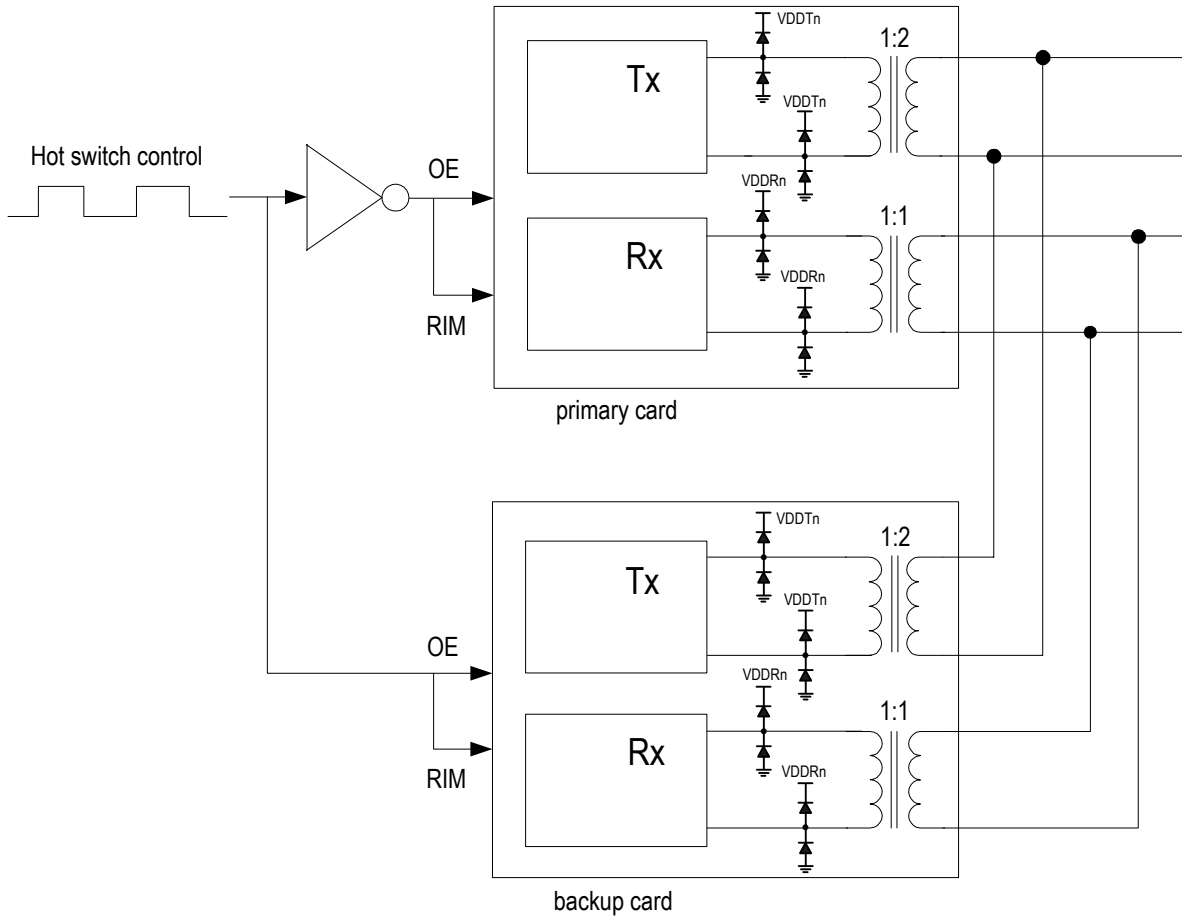 VDDTn
1:2
Tx
VDDTn
Hot switch control
OE
VDDRn
1:1
Rx
VDDRn
RIM
primary card
VDDTn
1:2
Tx
VDDTn
OE
VDDRn
1:1
Rx
RIM
VDDRn
backup card